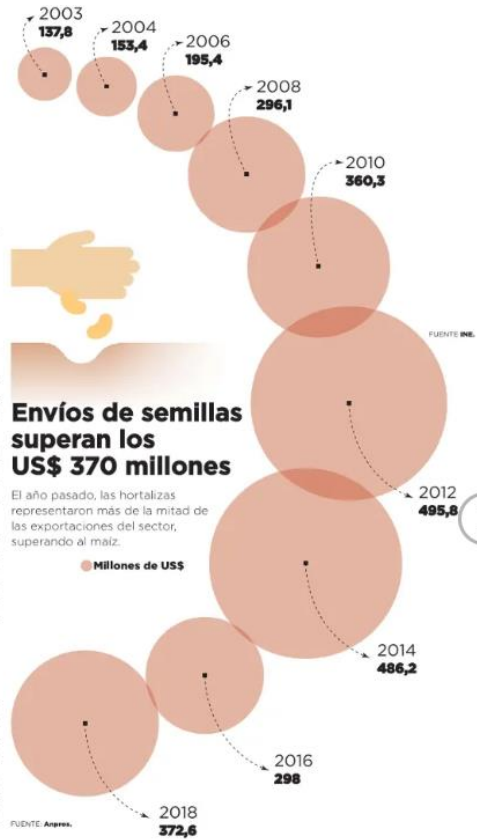 2003
137,8
2004
153,4
2006
195,4
2008
296,1
2010
360,3
FUENTE INE.
Envíos de semillas
superan los
US$ 370 millones
El año pasado, las hortalizas
representaron más de la mitad de
las exportaciones del sector,
superando al maíz.
Millones de US$
2012
495,8
2014
486,2
2016
298
2018
372,6
FUENTE: Anpros.